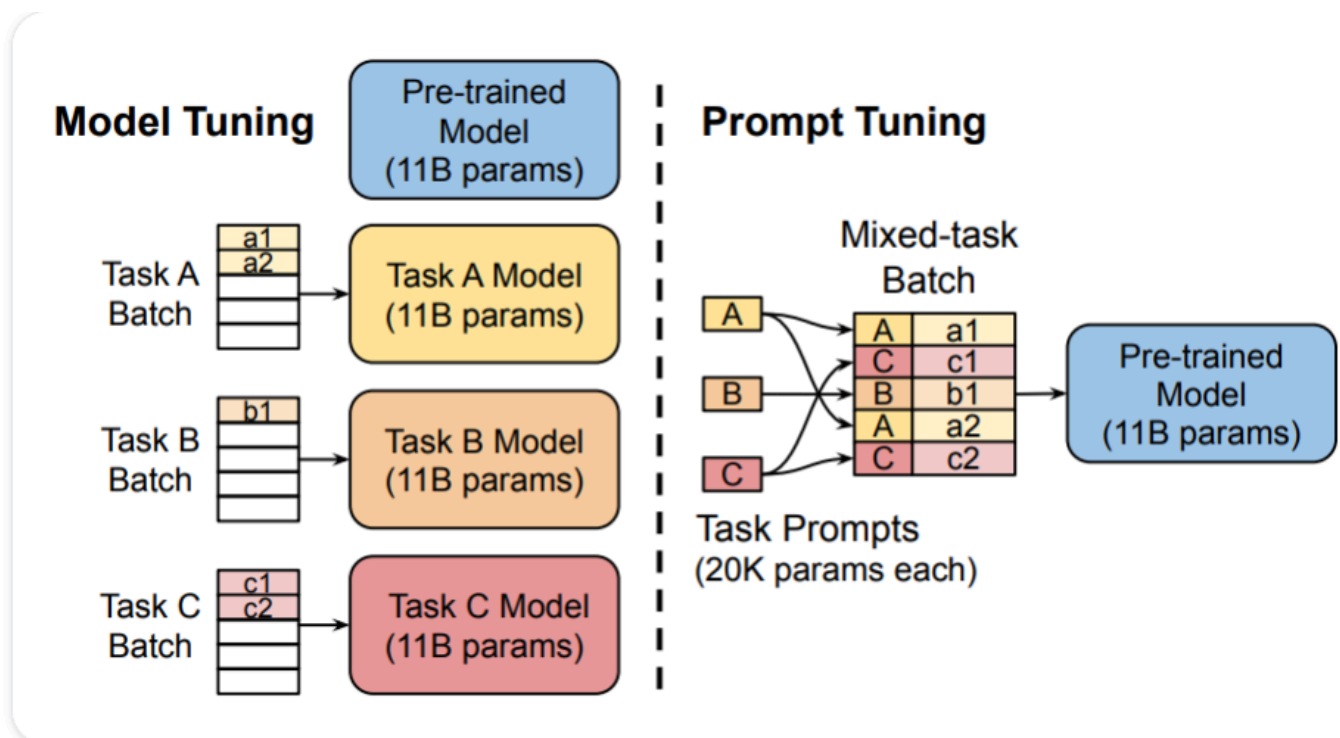 Model Tuning
Pre-trained
Model
(11B params)
Task A
Batch
a1
a2
Task A Model
(11B params)
Task B
Batch
b1
Task B Model
(11B params)
Task C
Batch
c1
c2
Task C Model
(11B params)
Prompt Tuning
Mixed-task
Batch
A
B
C
A a1
C c1
B b1
A a2
C c2
Task Prompts
(20K params each)
Pre-trained
Model
(11B params)